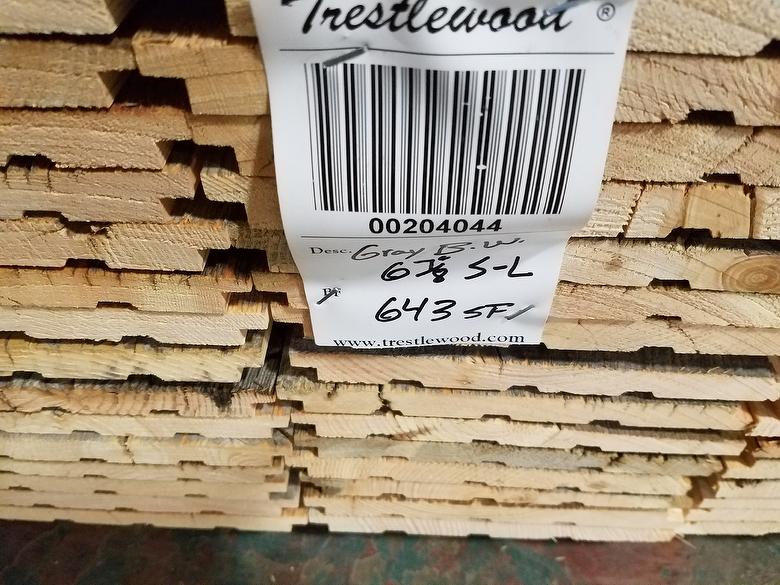 Trestlewood ®
00204044
Desc. Gray B.W.
6 7/8 S-L
BF
643 SF
www.trestlewood.com